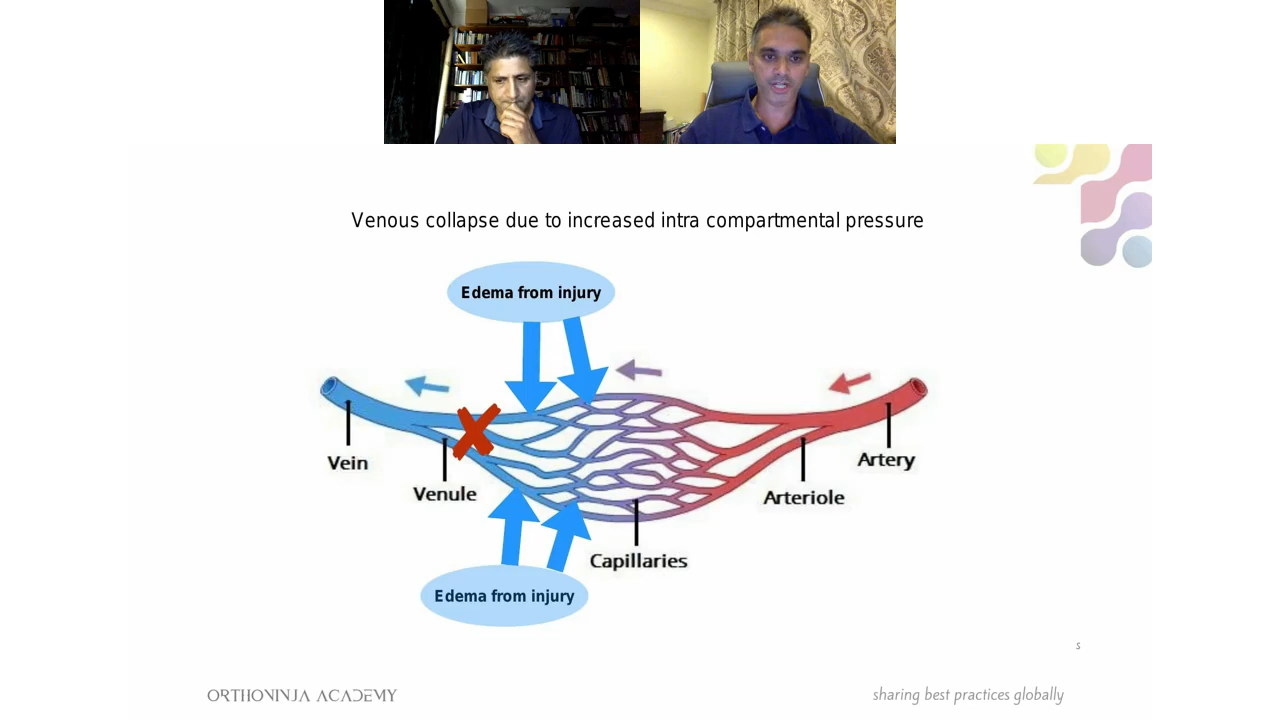 Venous collapse due to increased intra compartmental pressure
Edema from injury
Vein
Venule
Artery
Arteriole
Capillaries
Edema from injury
s
ORTHONINJA ACADEMY
sharing best practices globally